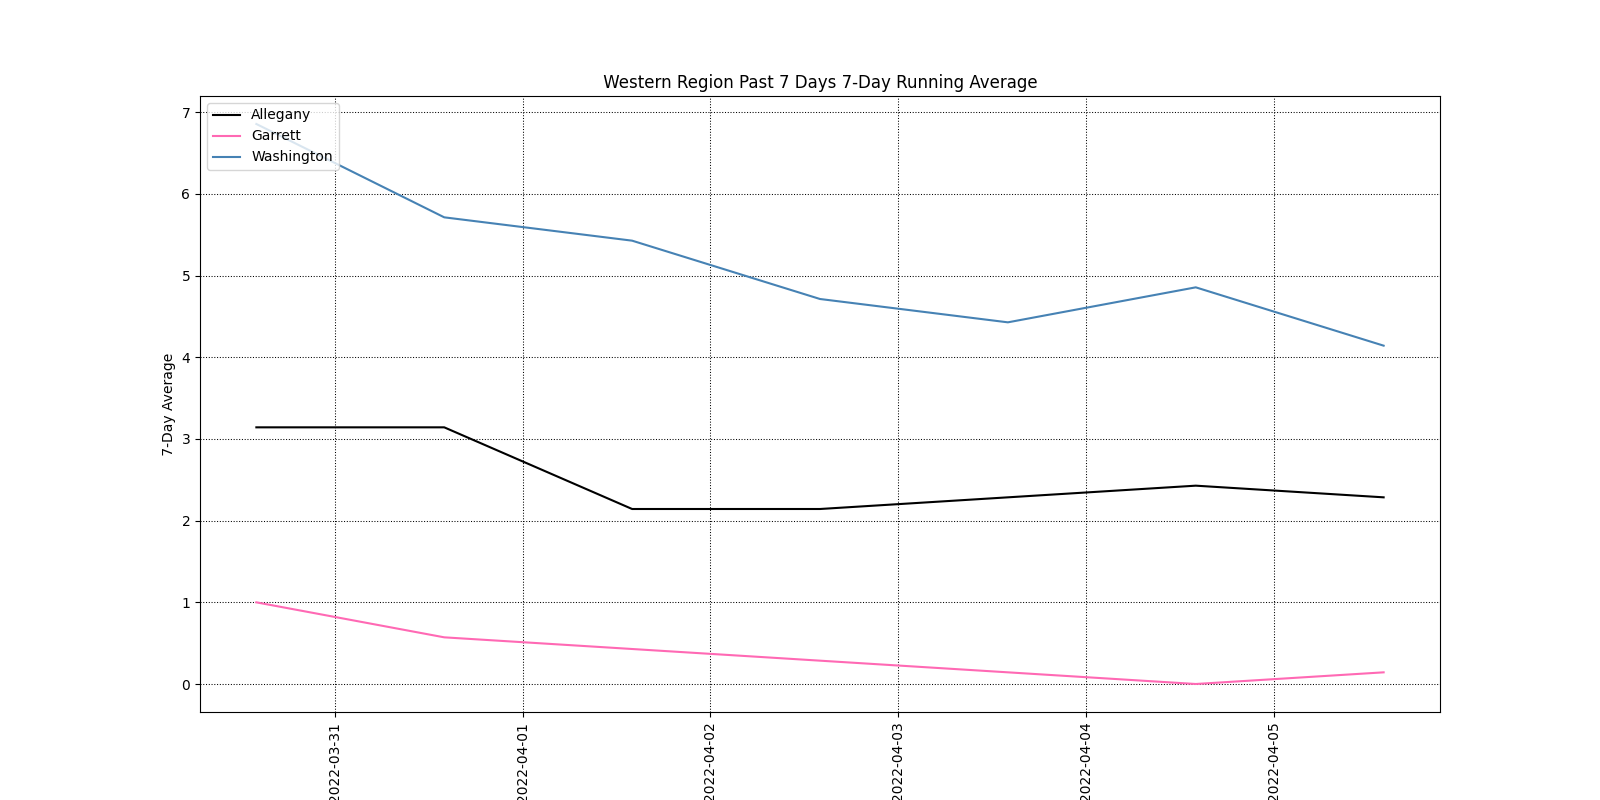 Western Region Past 7 Days 7-Day Running Average
Allegany
Garrett
Washington
7-Day Average
7
6
5
4
3
2
1
0
2022-03-31
2022-04-01
2022-04-02
2022-04-03
2022-04-04
2022-04-05